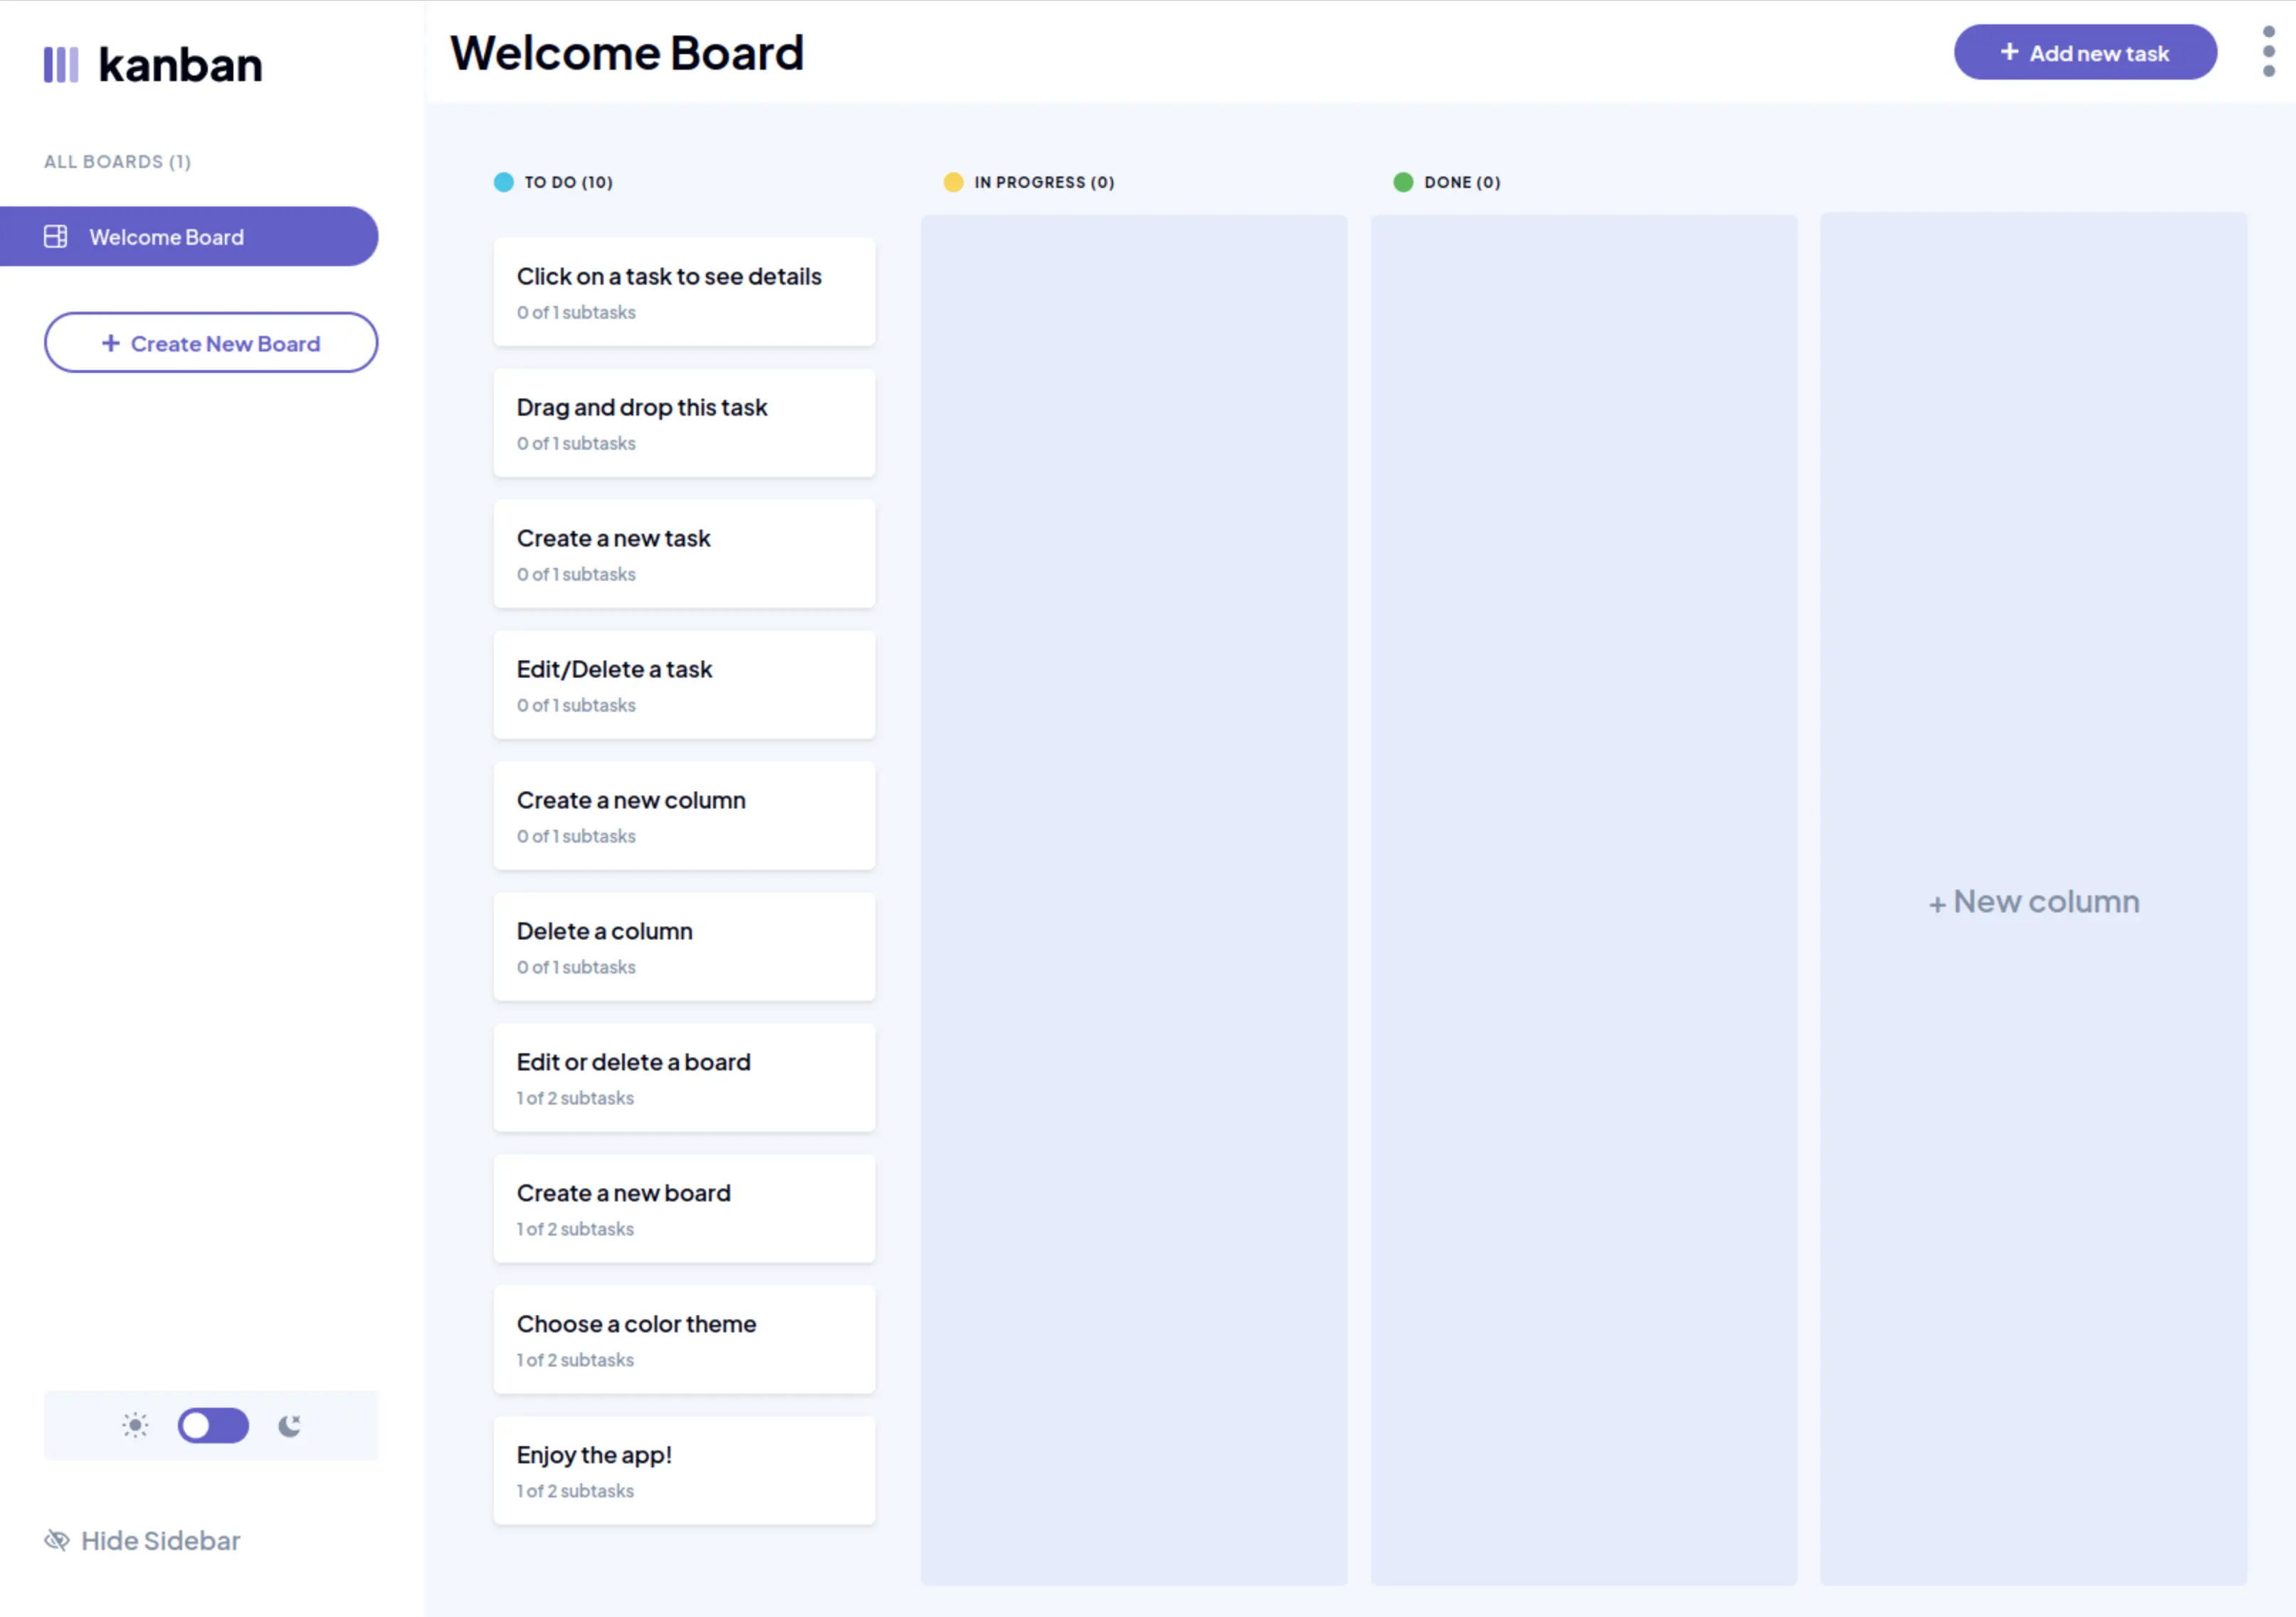 kanban
ALL BOARDS (1)
Welcome Board
+ Create New Board
Hide Sidebar
Welcome Board
+ Add new task
TO DO (10)
Click on a task to see details
0 of 1 subtasks
Drag and drop this task
0 of 1 subtasks
Create a new task
0 of 1 subtasks
Edit/Delete a task
0 of 1 subtasks
Create a new column
0 of 1 subtasks
Delete a column
0 of 1 subtasks
Edit or delete a board
1 of 2 subtasks
Create a new board
1 of 2 subtasks
Choose a color theme
1 of 2 subtasks
Enjoy the app!
1 of 2 subtasks
IN PROGRESS (0)
DONE (0)
+ New column